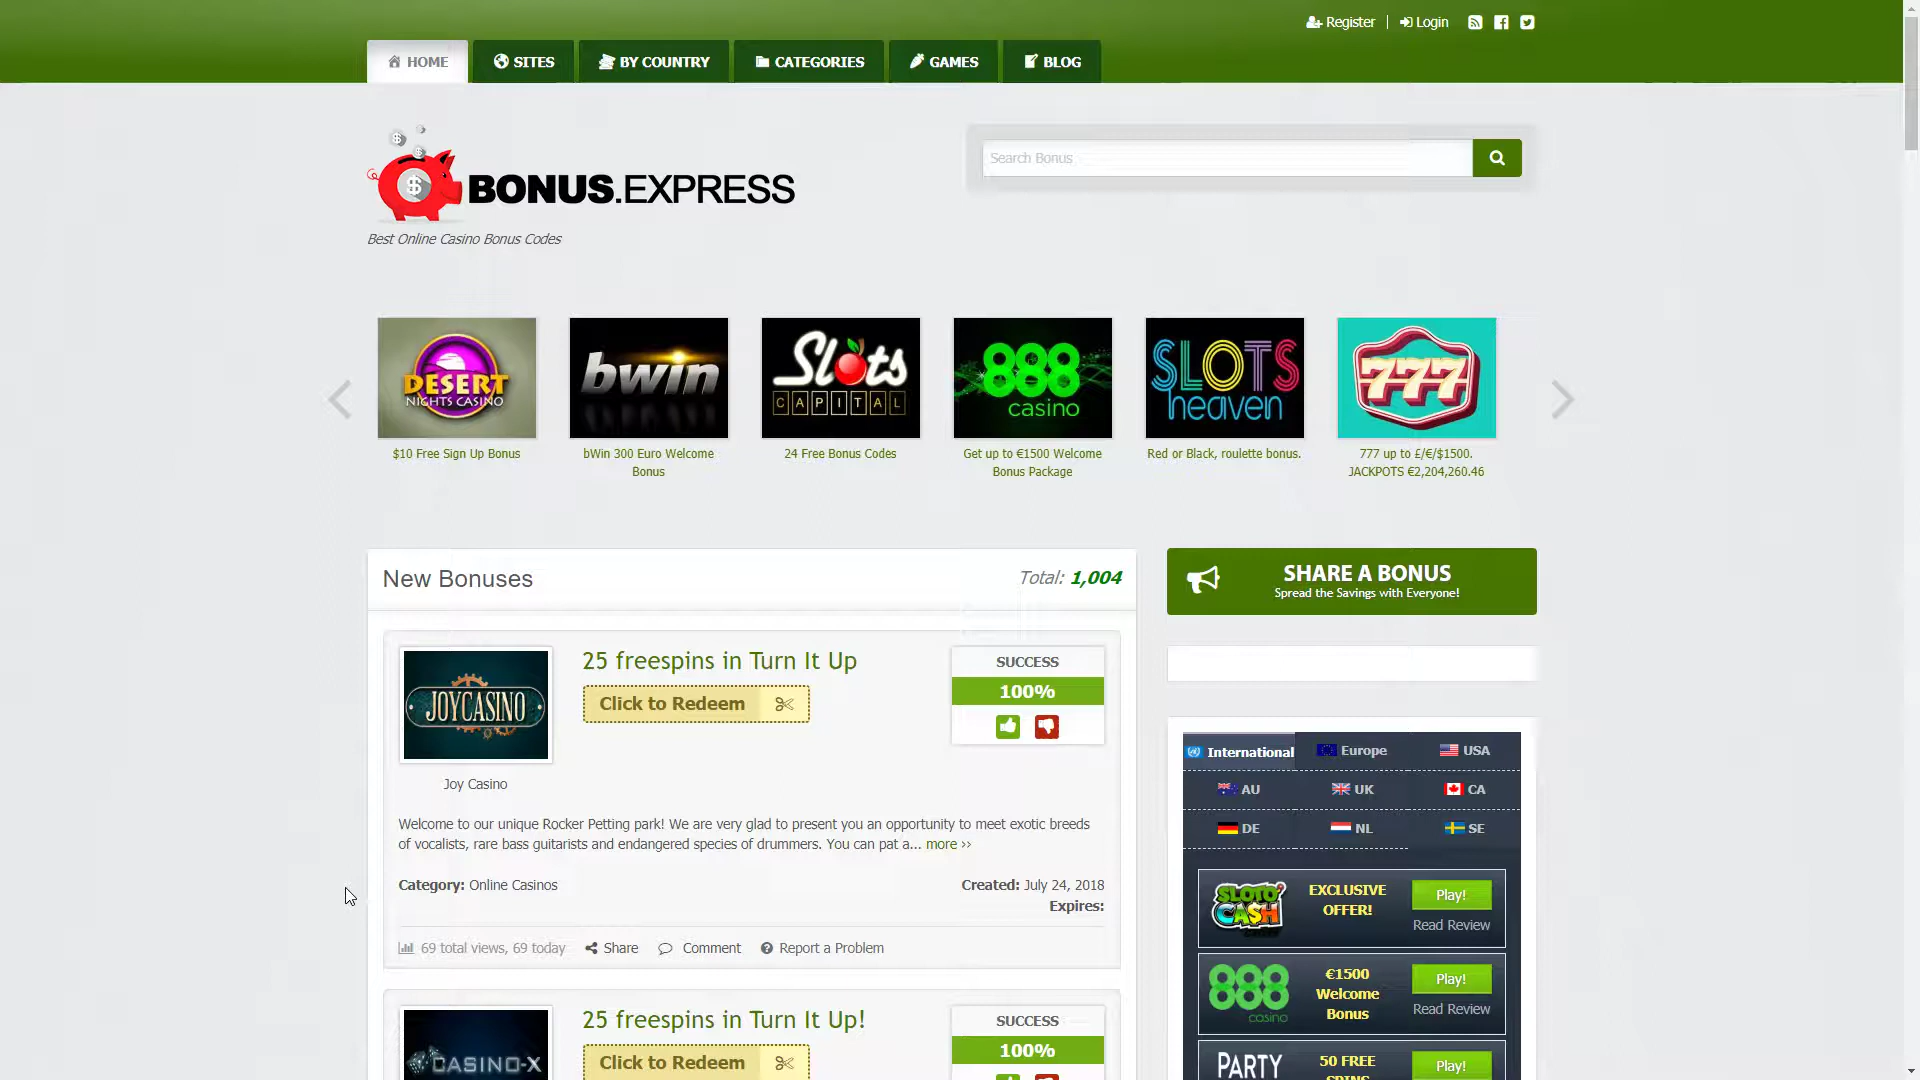 Register
Login
HOME
SITES
BY COUNTRY
CATEGORIES
GAMES
BLOG
BONUS.EXPRESS
Best Online Casino Bonus Codes
Search Bonus
DESERT
NIGHTS CASINO
bwin
Slots
CAPITAL
888
casino
SLOTS
heaven
777
$10 Free Sign Up Bonus
bWin 300 Euro Welcome
Bonus
24 Free Bonus Codes
Get up to €1500 Welcome
Bonus Package
Red or Black, roulette bonus.
777 up to £/€/$1500.
JACKPOTS €2,204,260.46
New Bonuses
Total: 1,004
JOYCASINO
Joy Casino
25 freespins in Turn It Up
Click to Redeem
SUCCESS
100%
Welcome to our unique Rocker Petting park! We are very glad to present you an opportunity to meet exotic breeds
of vocalists, rare bass guitarists and endangered species of drummers. You can pat a... more ››
Category: Online Casinos
Created: July 24, 2018
Expires:
69 total views, 69 today
Share
Comment
Report a Problem
CASINO-X
25 freespins in Turn It Up!
Click to Redeem
SUCCESS
100%
SHARE A BONUS
Spread the Savings with Everyone!
International
Europe
USA
AU
UK
CA
DE
NL
SE
SLOTO'
CASH
EXCLUSIVE
OFFER!
Play!
Read Review
888
casino
€1500
Welcome
Bonus
Play!
Read Review
PARTY
50 FREE
SPINS
Play!